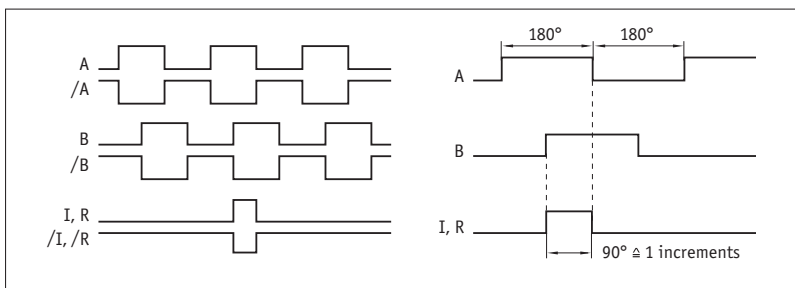 A
/A
B
/B
I, R
/I, /R
180° 180°
A
B
I, R
90° ≙ 1 increments